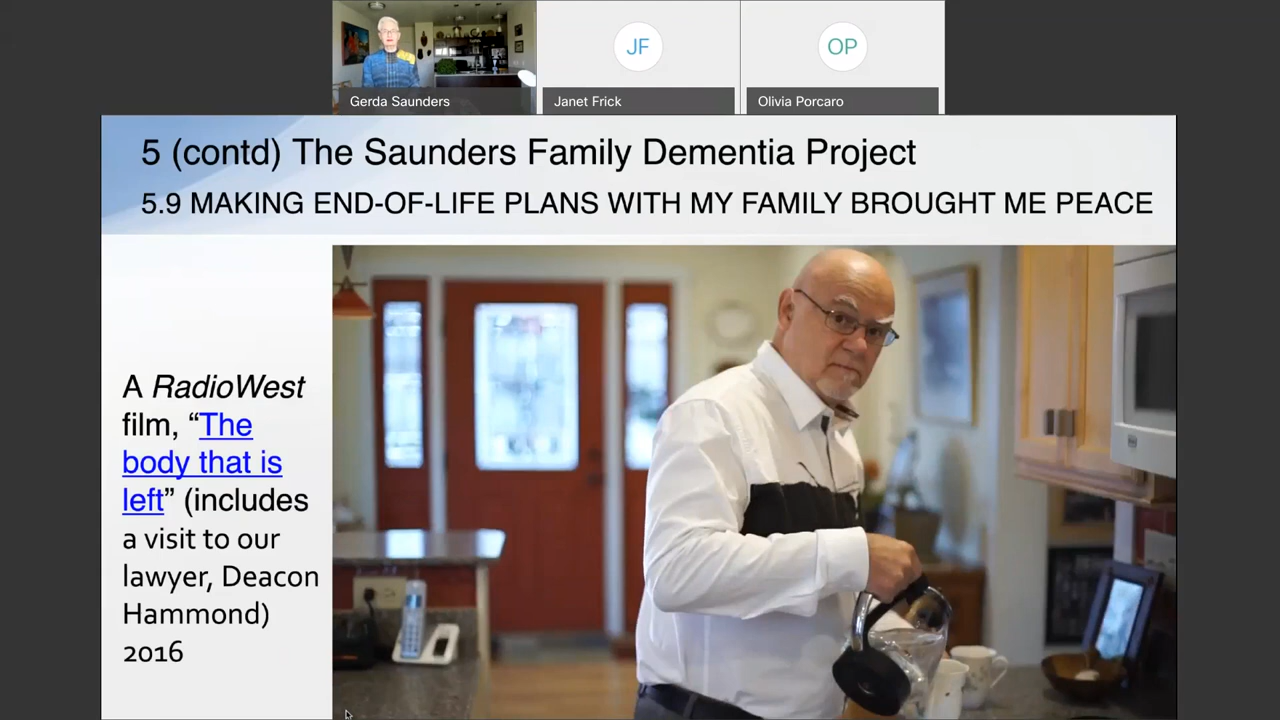 Gerda Saunders
JF
Janet Frick
OP
Olivia Porcaro
5 (contd) The Saunders Family Dementia Project
5.9 MAKING END-OF-LIFE PLANS WITH MY FAMILY BROUGHT ME PEACE
A RadioWest
film, “The
body that is
left” (includes
a visit to our
lawyer, Deacon
Hammond)
2016